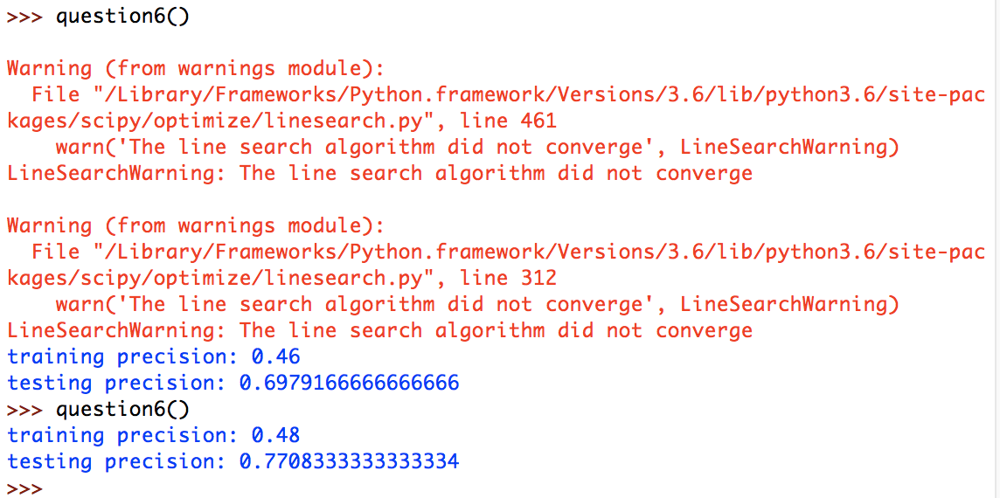 >>> question6()
Warning (from warnings module):
  File "/Library/Frameworks/Python.framework/Versions/3.6/lib/python3.6/site-pac
kages/scipy/optimize/linesearch.py", line 461
    warn('The line search algorithm did not converge', LineSearchWarning)
LineSearchWarning: The line search algorithm did not converge
Warning (from warnings module):
  File "/Library/Frameworks/Python.framework/Versions/3.6/lib/python3.6/site-pac
kages/scipy/optimize/linesearch.py", line 312
    warn('The line search algorithm did not converge', LineSearchWarning)
LineSearchWarning: The line search algorithm did not converge
training precision: 0.46
testing precision: 0.6979166666666666
>>> question6()
training precision: 0.48
testing precision: 0.7708333333333334
>>>